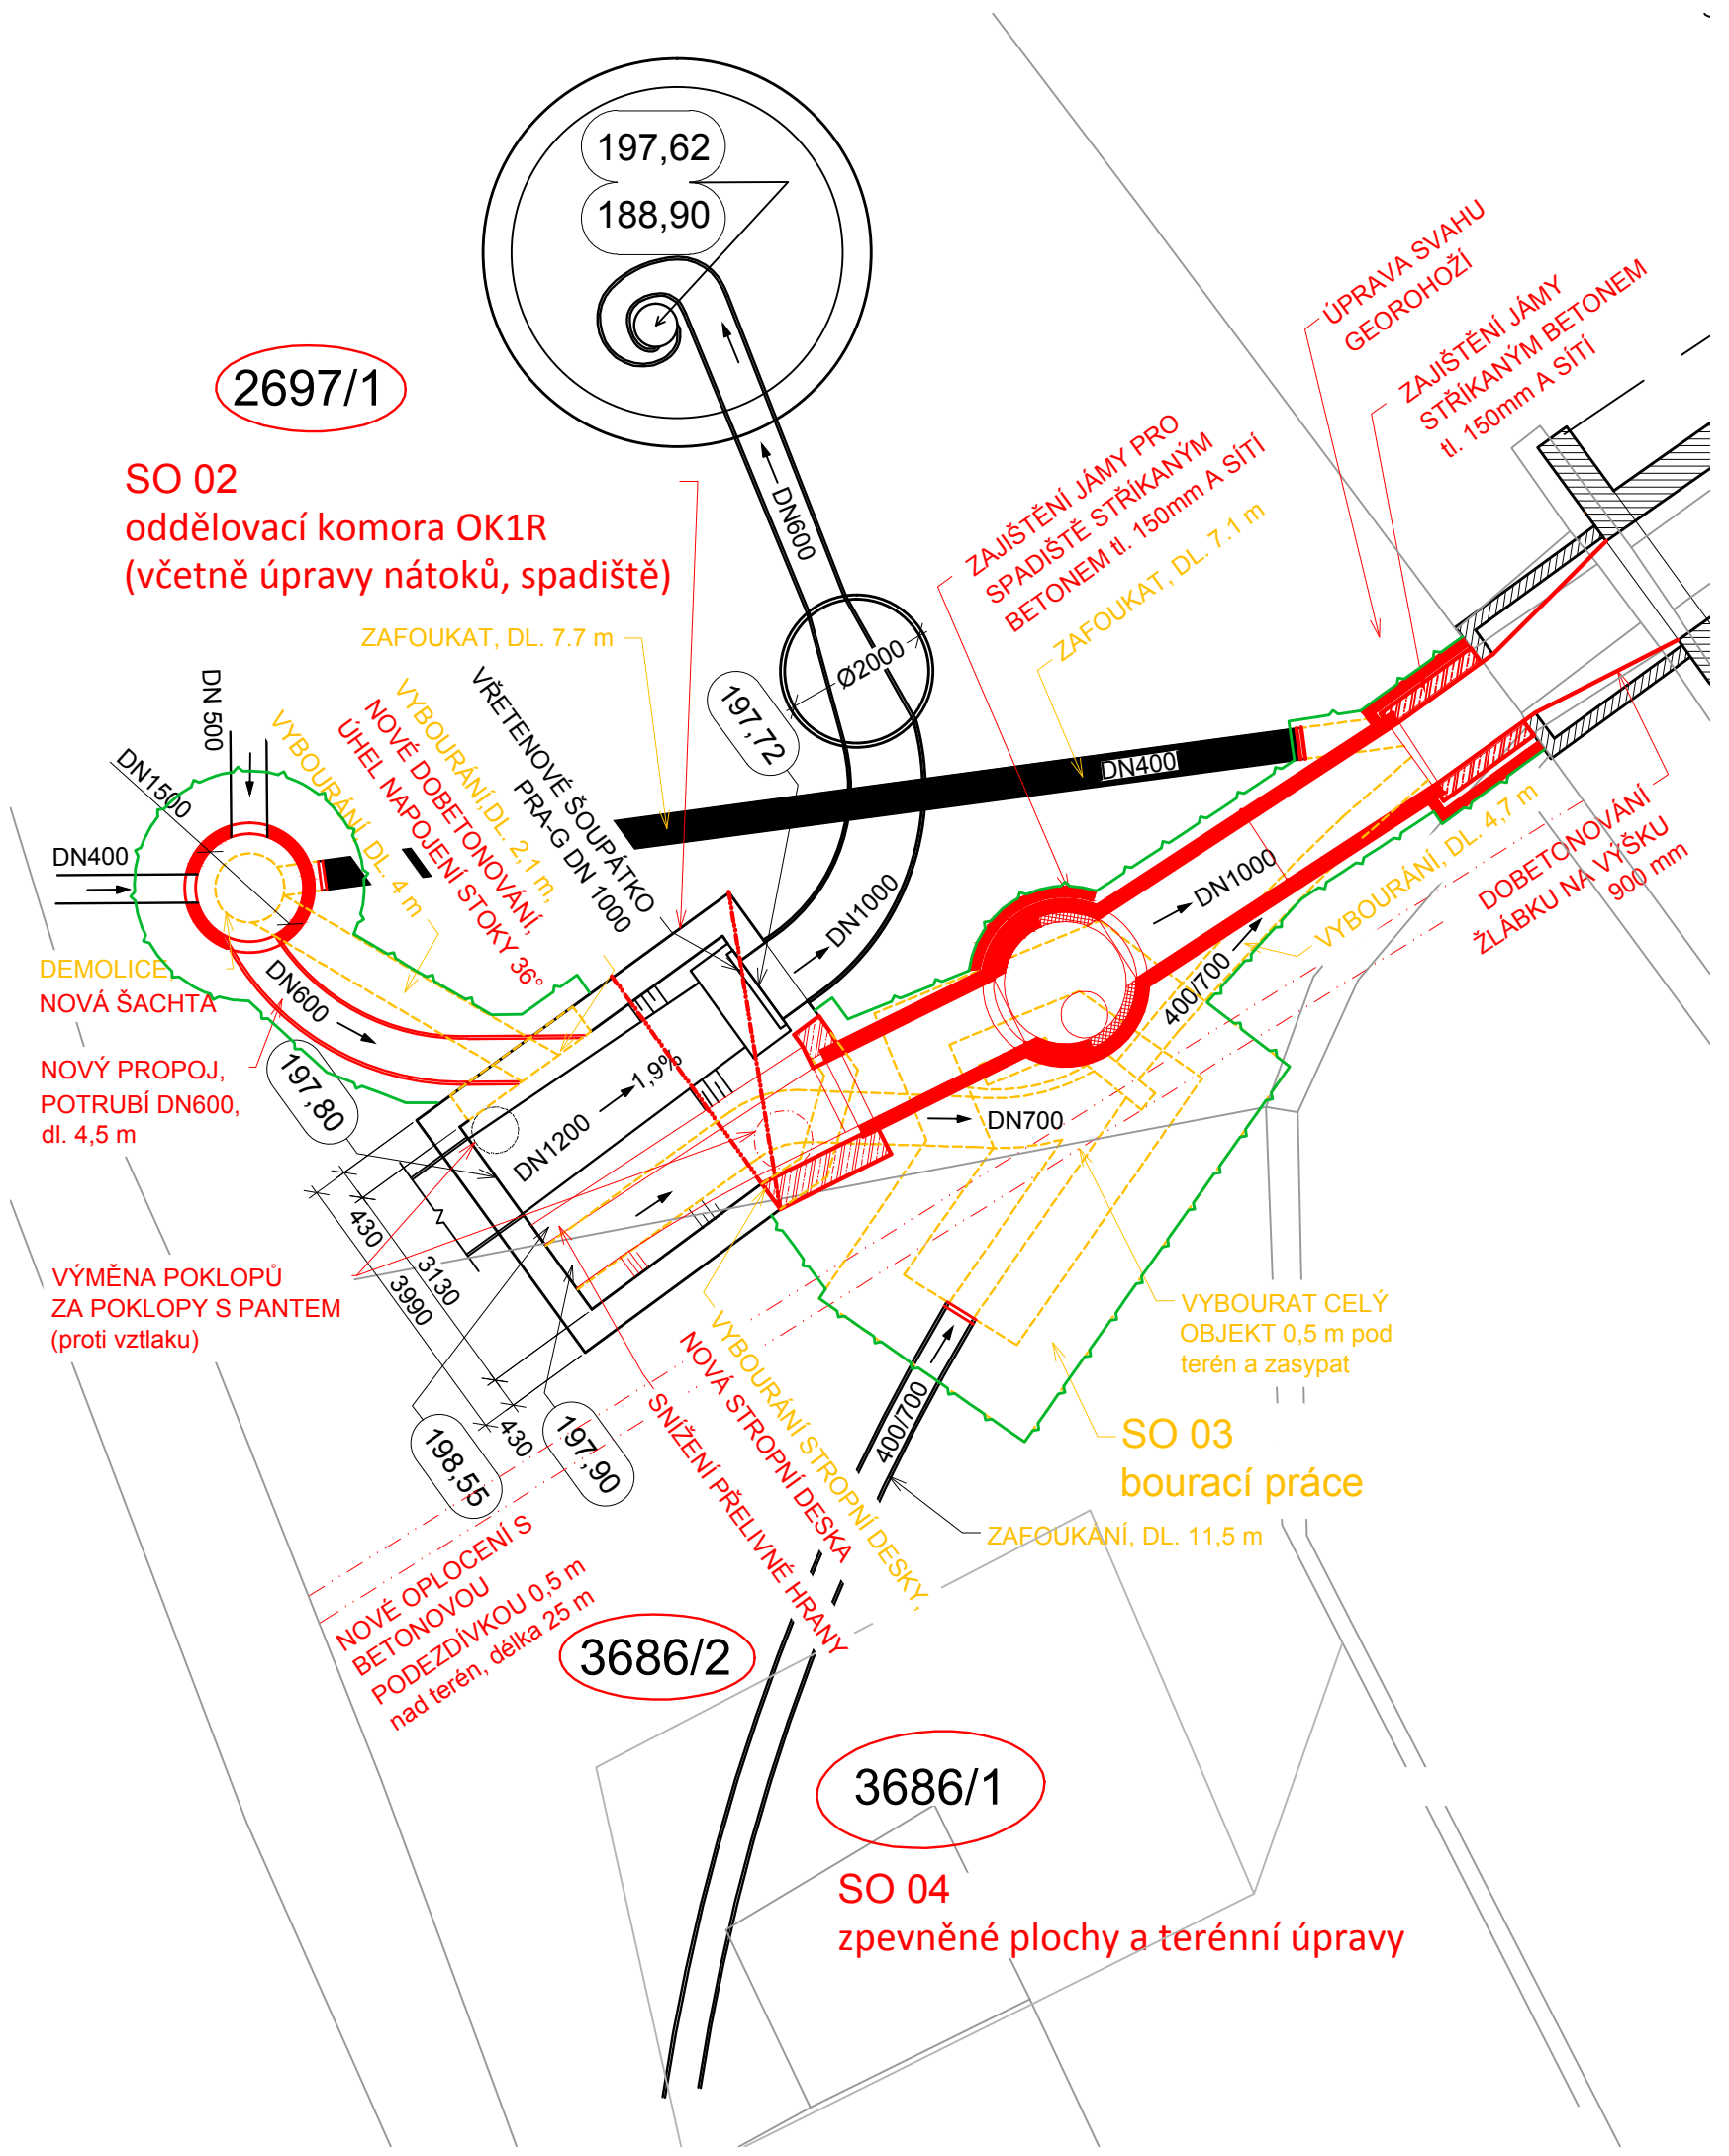 197,62
188,90
2697/1
SO 02
oddělovací komora OK1R
(včetně úpravy nátoků, spadiště)
ZAFOUKAT, DL. 7.7 m
DN600
Ø2000
197,72
ÚPRAVA SVAHU
GEOROHOŽÍ
ZAJIŠTĚNÍ JÁMY
STŘÍKANÝM BETONEM
tl. 150mm A SÍTÍ
ZAJIŠTĚNÍ JÁMY PRO
SPADIŠTĚ STŘÍKANÝM
BETONEM tl. 150mm A SÍTÍ
ZAFOUKAT, DL. 7.1 m
DN400
DN 500
DN1500
DN400
VYBOURÁNÍ, DL. 4 m
VYBOURÁNÍ,DL. 2,1 m,
NOVÉ DOBETONOVÁNÍ,
ÚHEL NAPOJENÍ STOKY 36°
VŘETENOVÉ ŠOUPÁTKO
PRA-G DN 1000
DN1000
DN1000
400/700
VYBOURÁNÍ, DL. 4,7 m
DOBETONOVÁNÍ
ŽLÁBKU NA VÝŠKU
900 mm
DEMOLICE,
NOVÁ ŠACHTA
DN600
NOVÝ PROPOJ,
POTRUBÍ DN600,
dl. 4,5 m
197,80
1,9%
DN1200
DN700
430
3130
3990
430
VÝMĚNA POKLOPŮ
ZA POKLOPY S PANTEM
(proti vztlaku)
198,55
197,90
VYBOURÁNÍ STROPNÍ DESKY,
NOVÁ STROPNÍ DESKA
SNÍŽENÍ PŘELIVNÉ HRANY
VYBOURAT CELÝ
OBJEKT 0,5 m pod
terén a zasypat
SO 03
bourací práce
400/700
ZAFOUKÁNÍ, DL. 11,5 m
NOVÉ OPLOCENÍ S
BETONOVOU
PODEZDÍVKOU 0,5 m
nad terén, délka 25 m
3686/2
3686/1
SO 04
zpevněné plochy a terénní úpravy